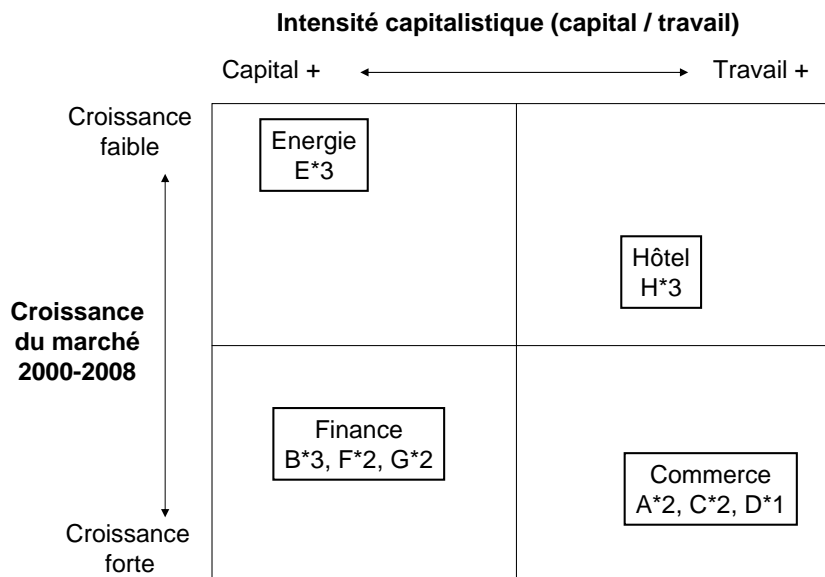 Intensité capitalistique (capital / travail)
Capital +
Travail +
Croissance
faible
Energie
E*3
Hôtel
H*3
Croissance
du marché
2000-2008
Finance
B*3, F*2, G*2
Commerce
A*2, C*2, D*1
Croissance
forte